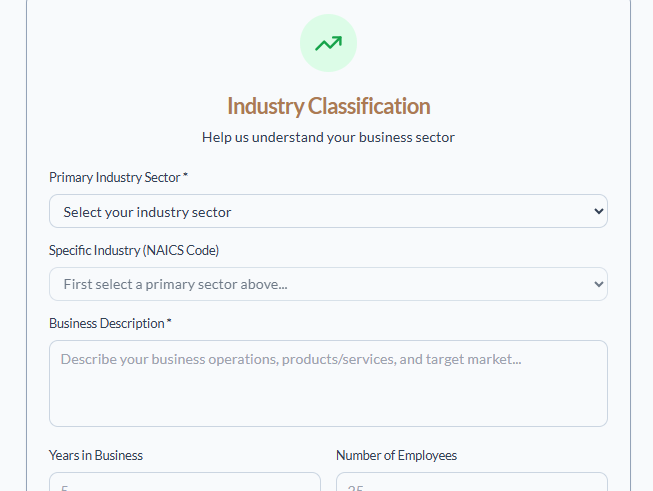 Industry Classification
Help us understand your business sector
Primary Industry Sector *
Select your industry sector
Specific Industry (NAICS Code)
First select a primary sector above...
Business Description *
Describe your business operations, products/services, and target market...
Years in Business
Number of Employees